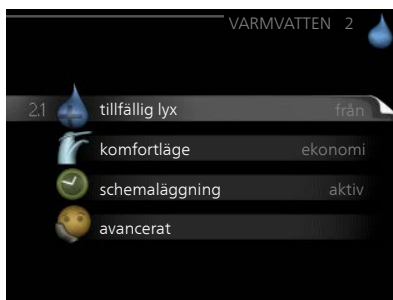 VARMVATTEN 2
2.1 tillfällig lyx från
komfortläge ekonomi
schemaläggning aktiv
avancerat